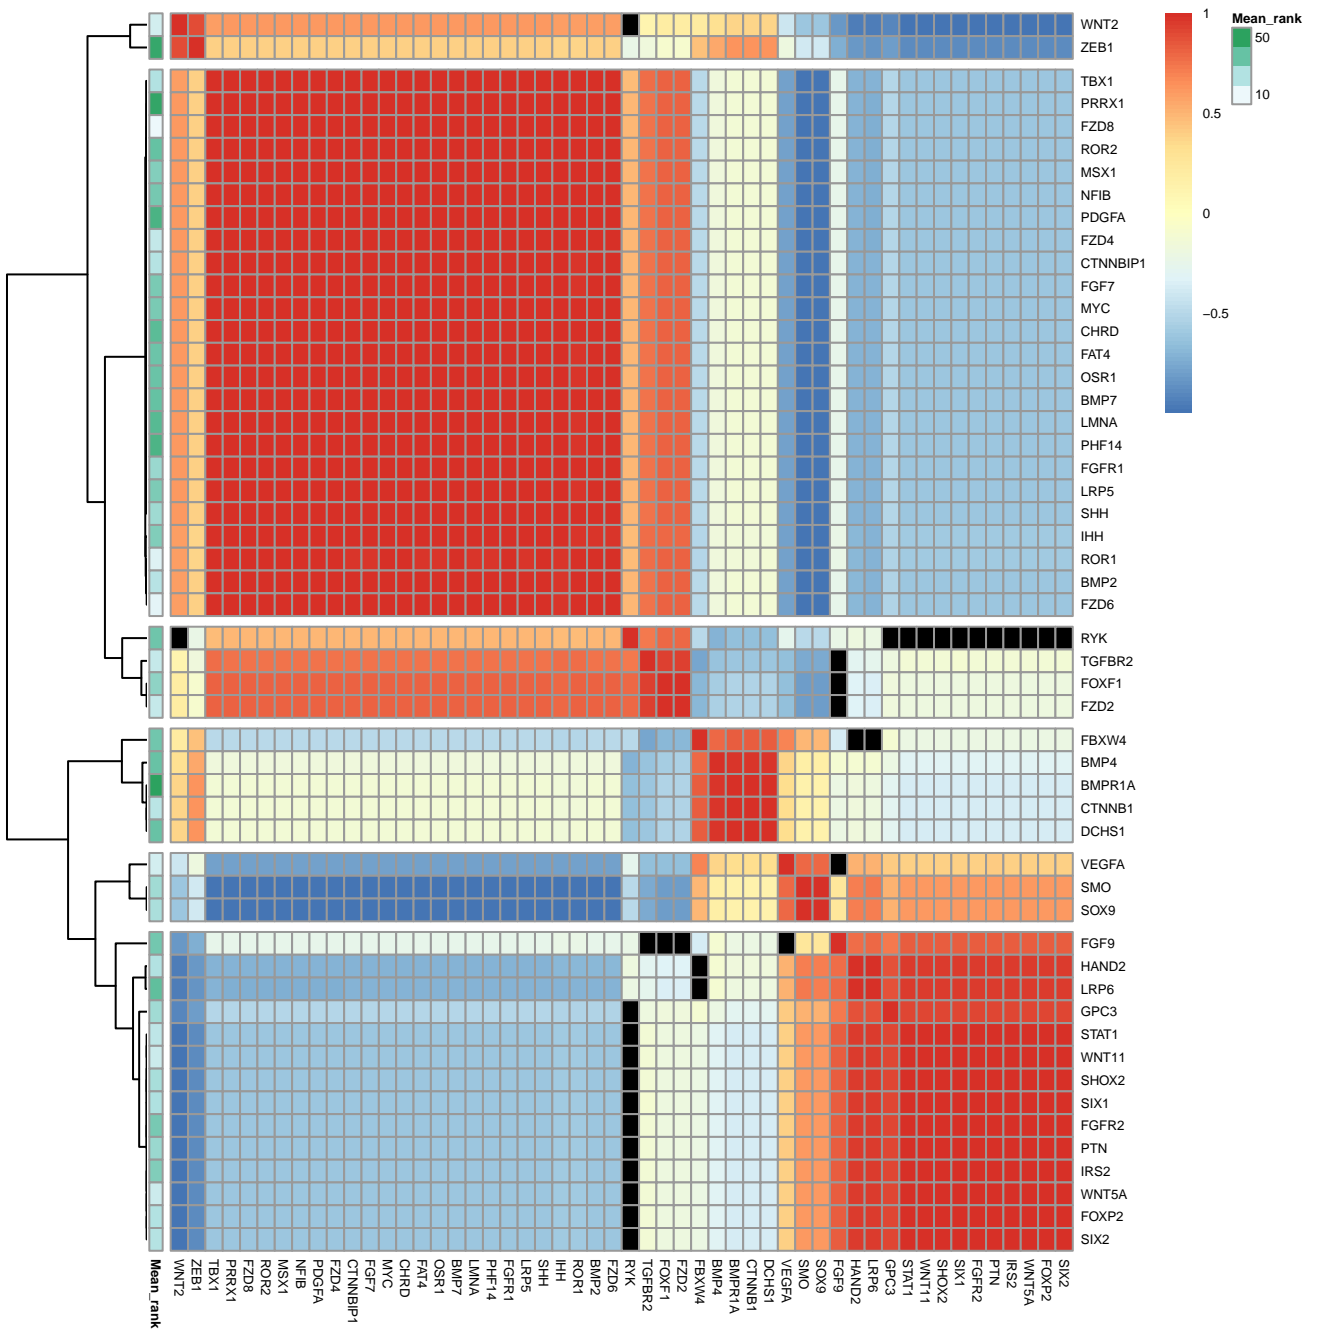 WNT2
ZEB1
TBX1
PRRX1
FZD8
ROR2
MSX1
NFIB
PDGFA
FZD4
CTNNBIP1
FGF7
MYC
CHRD
FAT4
OSR1
BMP7
LMNA
PHF14
FGFR1
LRP5
SHH
IHH
ROR1
BMP2
FZD6
RYK
TGFBR2
FOXF1
FZD2
FBXW4
BMP4
BMPR1A
CTNNB1
DCHS1
VEGFA
SMO
SOX9
FGF9
HAND2
LRP6
GPC3
STAT1
WNT11
SHOX2
SIX1
FGFR2
PTN
IRS2
WNT5A
FOXP2
SIX2
1
0.5
0
−0.5
Mean_rank
50
10
Mean_rank
WNT2
ZEB1
TBX1
PRRX1
FZD8
ROR2
MSX1
NFIB
PDGFA
FZD4
CTNNBIP1
FGF7
MYC
CHRD
FAT4
OSR1
BMP7
LMNA
PHF14
FGFR1
LRP5
SHH
IHH
ROR1
BMP2
FZD6
RYK
TGFBR2
FOXF1
FZD2
FBXW4
BMP4
BMPR1A
CTNNB1
DCHS1
VEGFA
SMO
SOX9
FGF9
HAND2
LRP6
GPC3
STAT1
WNT11
SHOX2
SIX1
FGFR2
PTN
IRS2
WNT5A
FOXP2
SIX2